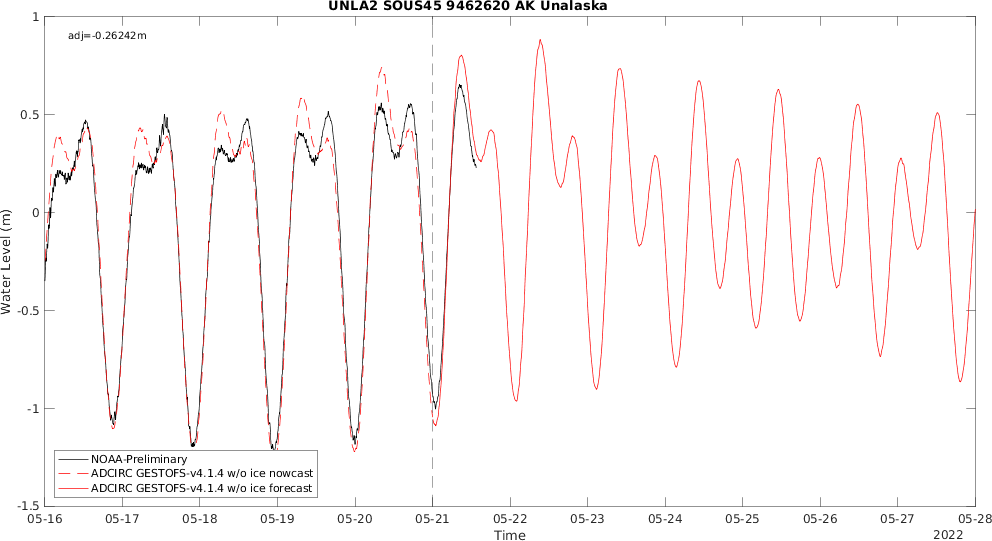 UNLA2 SOUS45 9462620 AK Unalaska
adj=-0.26242m
1
0.5
0
-0.5
-1
-1.5
Water Level (m)
NOAA-Preliminary
ADCIRC GESTOFS-v4.1.4 w/o ice nowcast
ADCIRC GESTOFS-v4.1.4 w/o ice forecast
05-16 05-17 05-18 05-19 05-20 05-21 05-22 05-23 05-24 05-25 05-26 05-27 05-28
Time
2022